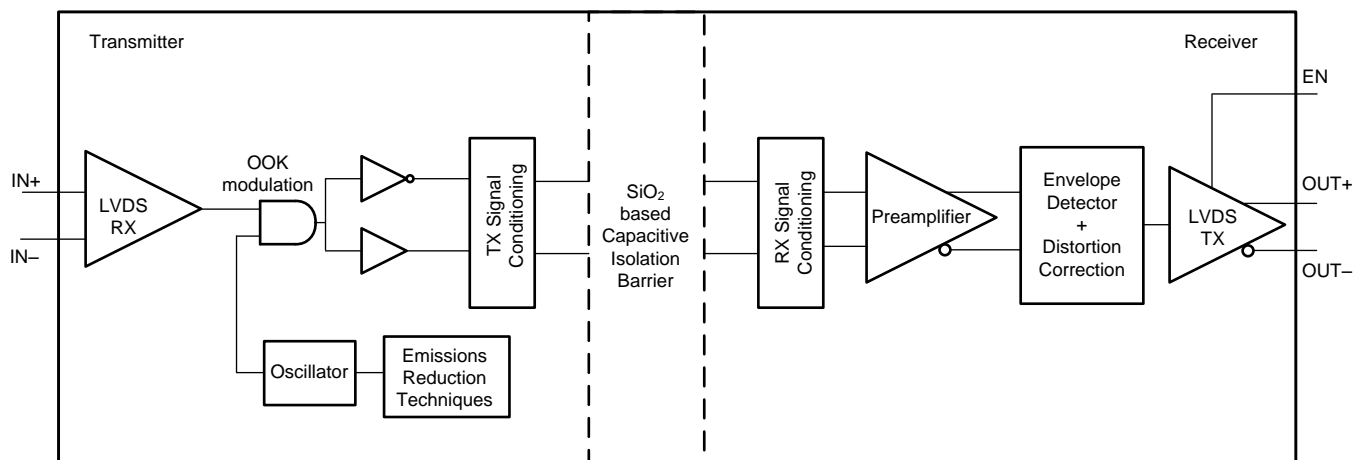 Transmitter
Receiver
EN
OOK
modulation
IN+
IN–
LVDS
RX
TX Signal
Conditioning
SiO2
based
Capacitive
Isolation
Barrier
RX Signal
Conditioning
Preamplifier
Envelope
Detector
+
Distortion
Correction
LVDS
TX
OUT+
OUT–
Oscillator
Emissions
Reduction
Techniques